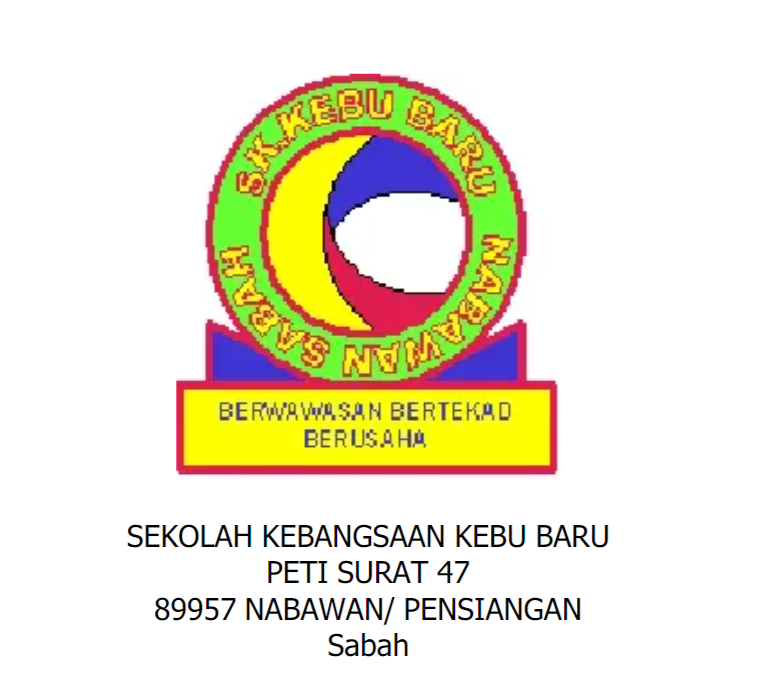 S.K.KEBU BARU
NABAWAN SABAH
BERWAWASAN BERTEKAD
BERUSAHA
SEKOLAH KEBANGSAAN KEBU BARU
PETI SURAT 47
89957 NABAWAN/ PENSIANGAN
Sabah